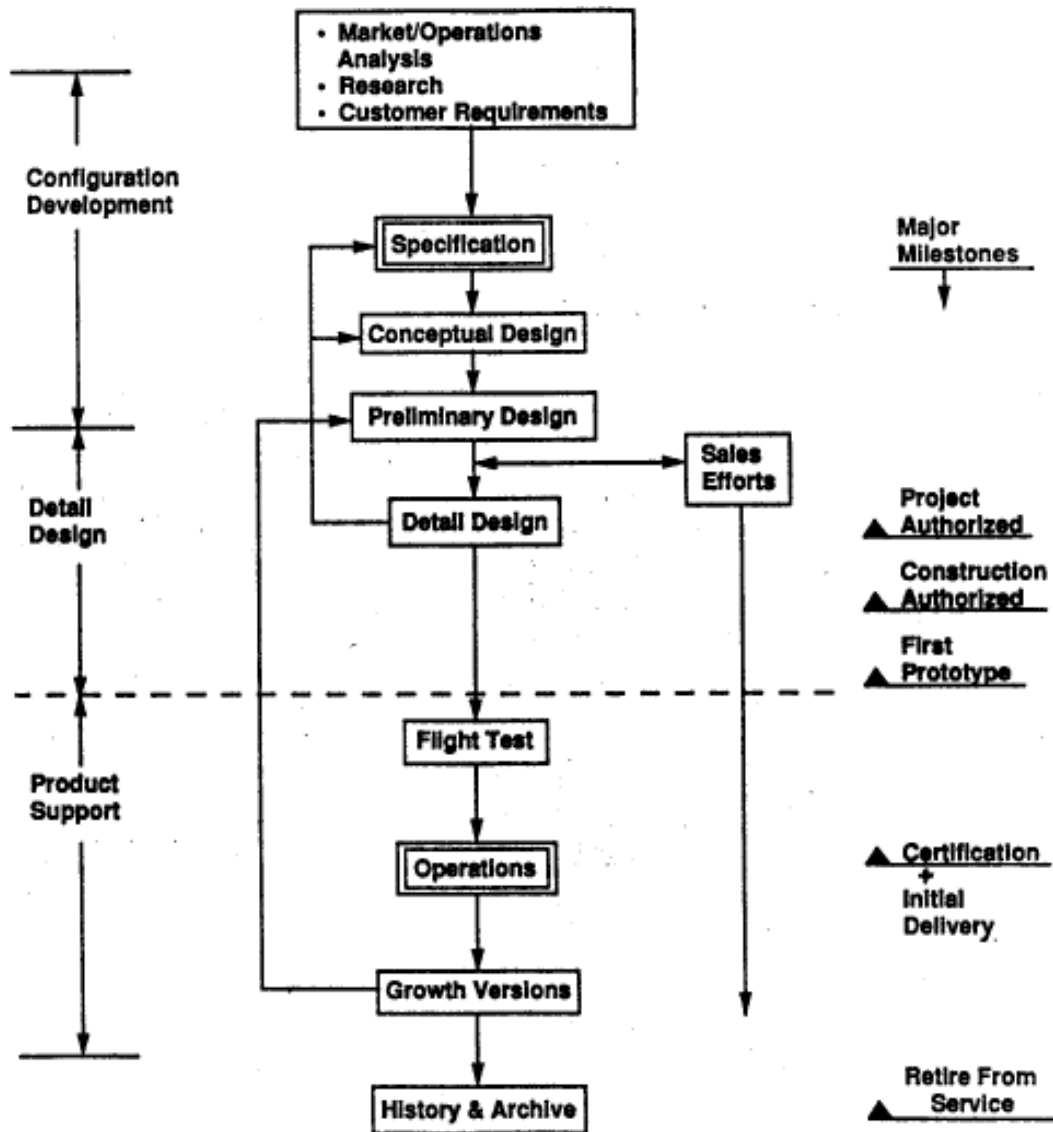 • Market/Operations
Analysis
• Research
• Customer Requirements
Configuration
Development
Specification
Major
Milestones
Conceptual Design
Preliminary Design
Sales
Efforts
Detail
Design
Detail Design
Project
Authorized
Construction
Authorized
First
Prototype
Flight Test
Product
Support
Operations
Certification
+
Initial
Delivery
Growth Versions
Retire From
Service
History & Archive